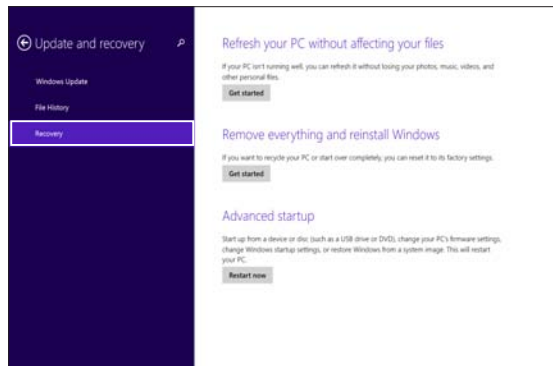 Update and recovery
Windows Update
File History
Recovery
Refresh your PC without affecting your files
If your PC isn't running well, you can refresh it without losing your photos, music, videos, and
other personal files.
Get started
Remove everything and reinstall Windows
If you want to recycle your PC or start over completely, you can reset it to its factory settings.
Get started
Advanced startup
Start up from a device or disc (such as a USB drive or DVD), change your PC's firmware settings,
change Windows startup settings, or restore Windows from a system image. This will restart
your PC.
Restart now